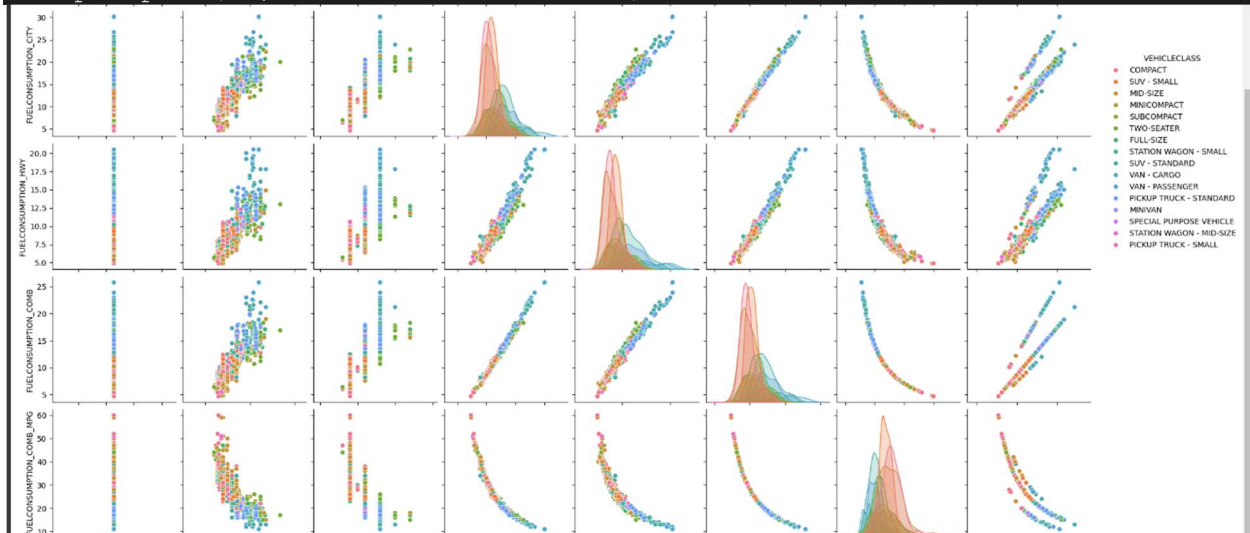 FUELCONSUMPTION_CITY
30
25
20
15
10
5
FUELCONSUMPTION_HWY
20.0
17.5
15.0
12.5
10.0
7.5
5.0
FUELCONSUMPTION_COMB
25
20
15
10
5
FUELCONSUMPTION_COMB_MPG
60
50
40
30
20
10
VEHICLECLASS
COMPACT
SUV - SMALL
MID-SIZE
MINICOMPACT
SUBCOMPACT
TWO-SEATER
FULL-SIZE
STATION WAGON - SMALL
SUV - STANDARD
VAN - CARGO
VAN - PASSENGER
PICKUP TRUCK - STANDARD
MINIVAN
SPECIAL PURPOSE VEHICLE
STATION WAGON - MID-SIZE
PICKUP TRUCK - SMALL